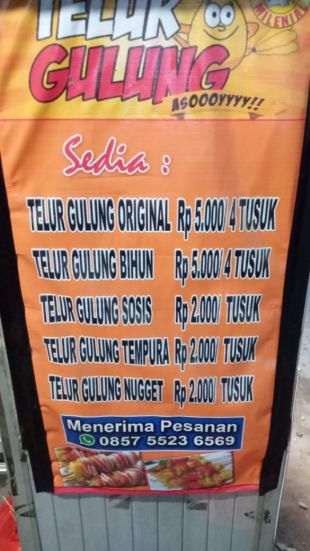 TELUR
GULUNG
MILENIAL
ASOOOYYYY!!
Sedia :
TELUR GULUNG ORIGINAL Rp 5.000/ 4 TUSUK
TELUR GULUNG BIHUN Rp 5.000/ 4 TUSUK
TELUR GULUNG SOSIS Rp 2.000/ TUSUK
TELUR GULUNG TEMPURA Rp 2.000/ TUSUK
TELUR GULUNG NUGGET Rp 2.000/ TUSUK
Menerima Pesanan
0857 5523 6569